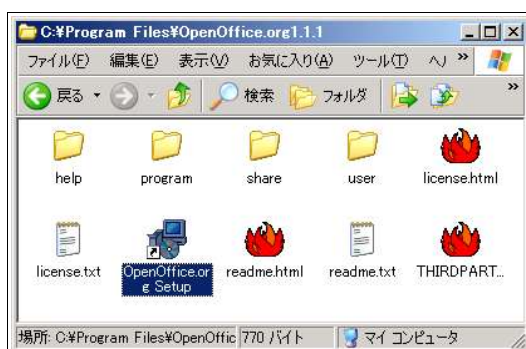 C:¥Program Files¥OpenOffice.org1.1.1
ファイル(F) 編集(E) 表示(V) お気に入り(A) ツール(T) ヘ) »
戻る 検索 フォルダ »
help program share user license.html
license.txt OpenOffice.or
g Setup readme.html readme.txt THIRDPART...
場所: C:¥Program Files¥OpenOffic 770 バイト マイ コンピュータ